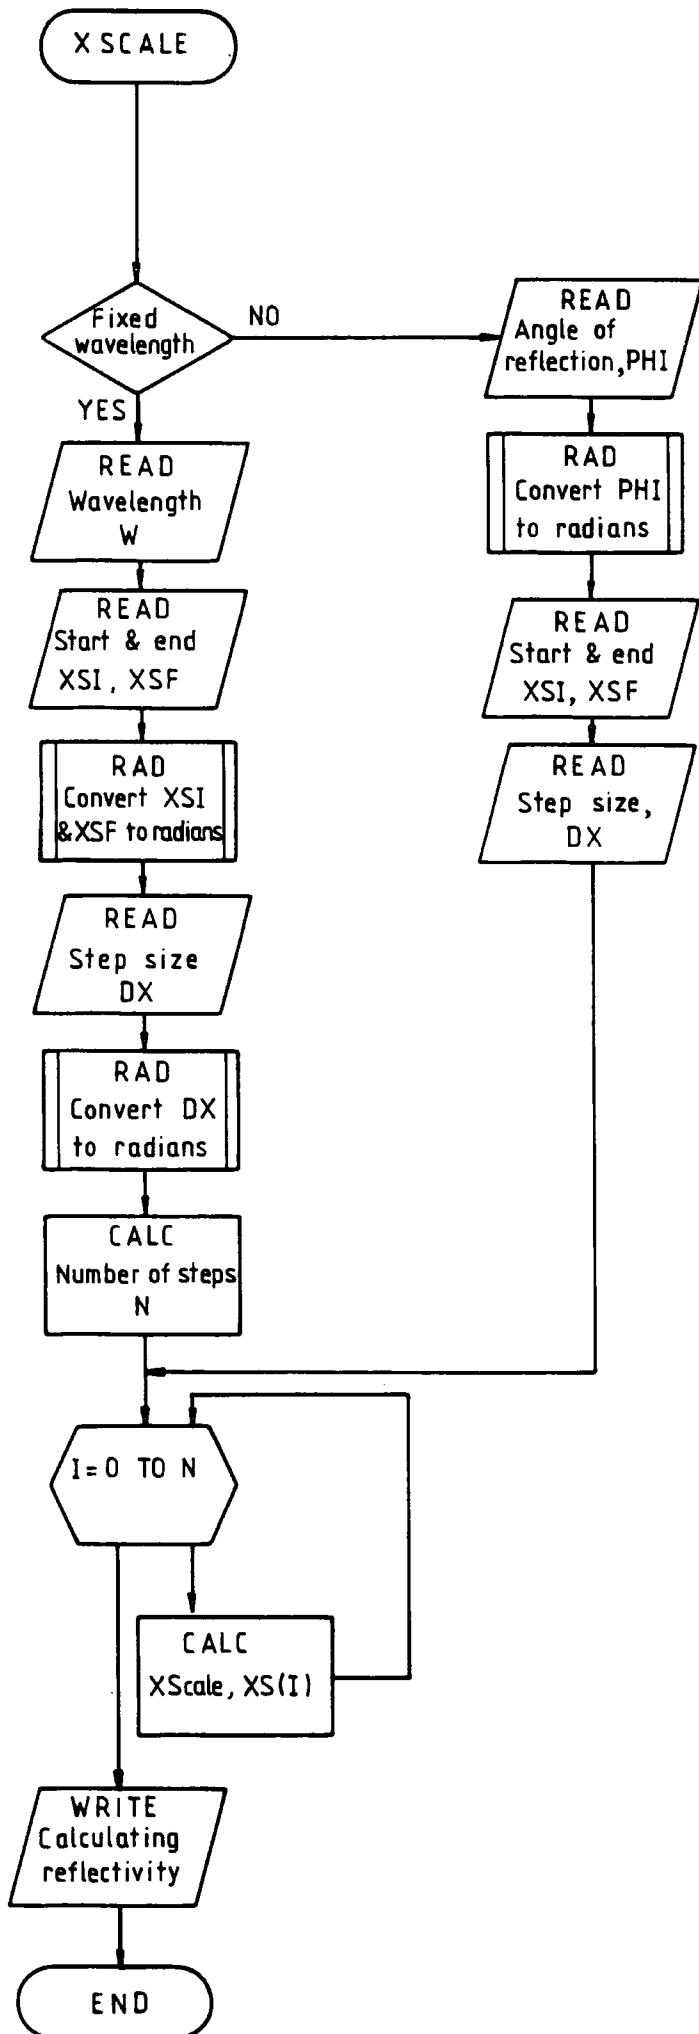 X SCALE
Fixed
wavelength
NO
YES
READ
Angle of
reflection, PHI
RAD
Convert PHI
to radians
READ
Start & end
XSI, XSF
READ
Step size,
DX
READ
Wavelength
W
READ
Start & end
XSI, XSF
RAD
Convert XSI
&XSF to radians
READ
Step size
DX
RAD
Convert DX
to radians
CALC
Number of steps
N
I=0 TO N
CALC
XScale, XS(I)
WRITE
Calculating
reflectivity
END